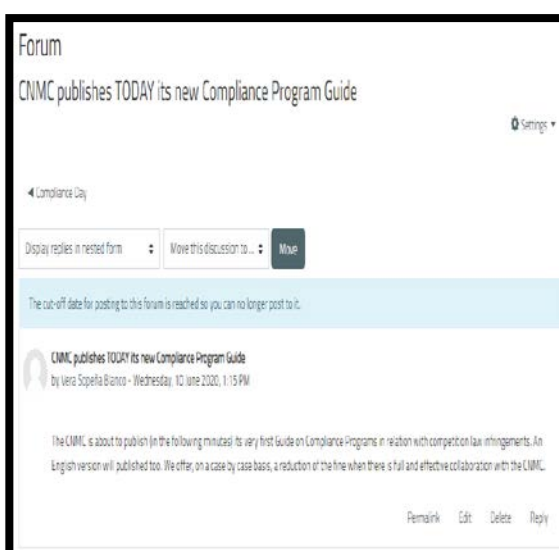 Forum
CNMC publishes TODAY its new Compliance Program Guide
Settings
Compliance Day
Display replies in nested form Move this discussion to ... Move
The cut-off date for posting to this forum is reached so you can no longer post to it.
CNMC publishes TODAY its new Compliance Program Guide
by Vera Sopeña Blanco - Wednesday, 10 June 2020, 1:15 PM
The CNMC is about to publish (in the following minutes) its very first Guide on Compliance Programs in relation with competition law infringements. An
English version will published too. We offer, on a case by case basis, a reduction of the fine when there is full and effective collaboration with the CNMC.
Permalink Edit Delete Reply